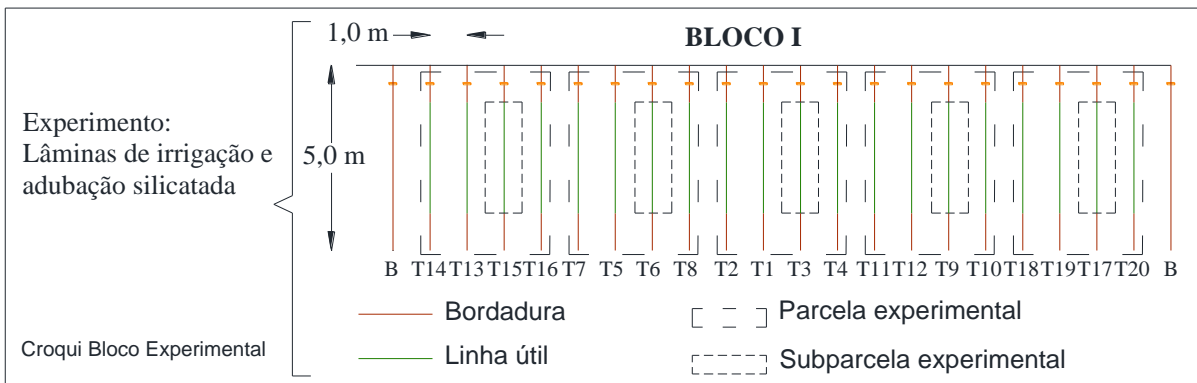 1,0 m
BLOCO I
Experimento:
Lâminas de irrigação e
adubação silicatada
5,0 m
B T14 T13 T15 T16 T7 T5 T6 T8 T2 T1 T3 T4 T11 T12 T9 T10 T18 T19 T17 T20 B
Bordadura
Parcela experimental
Linha útil
Subparcela experimental
Croqui Bloco Experimental